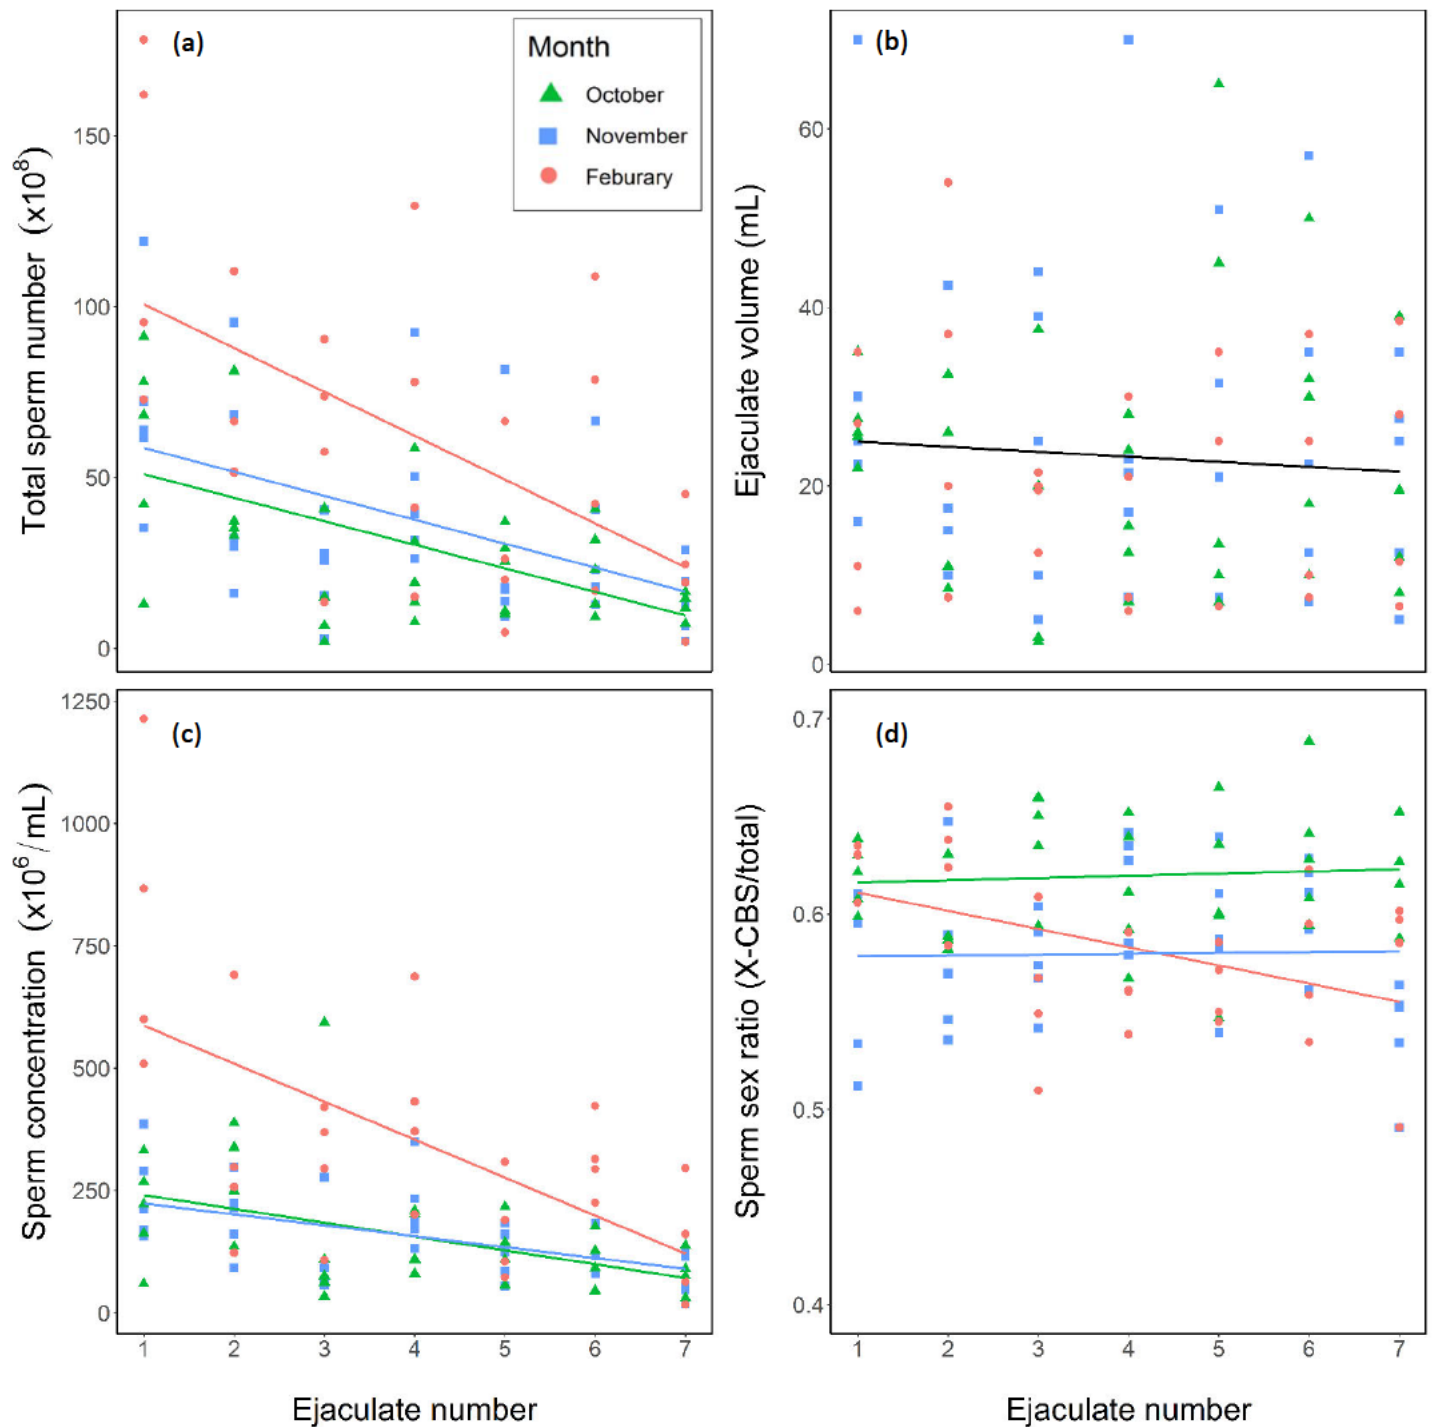 (a)
Month
October
November
Feburary
150
100
50
0
Total sperm number (x10⁸)
(b)
60
40
20
0
Ejaculate volume (mL)
(c)
1250
1000
750
500
250
0
Sperm concentration (x10⁶/mL)
1 2 3 4 5 6 7
Ejaculate number
(d)
0.7
0.6
0.5
0.4
Sperm sex ratio (X-CBS/total)
1 2 3 4 5 6 7
Ejaculate number